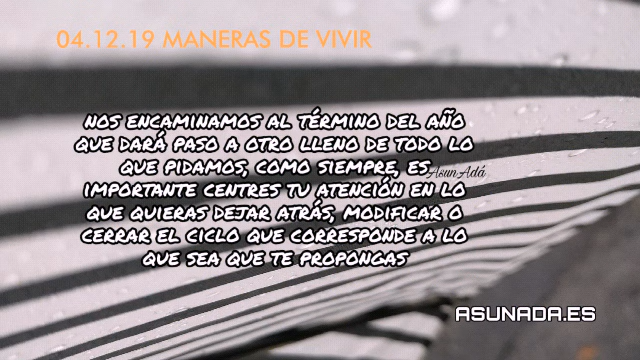 04.12.19 MANERAS DE VIVIR
NOS ENCAMINAMOS AL TÉRMINO DEL AÑO
QUE DARÁ PASO A OTRO LLENO DE TODO LO
QUE PIDAMOS, COMO SIEMPRE, ES
AsunAdá
IMPORTANTE CENTRES TU ATENCIÓN EN LO
QUE QUIERAS DEJAR ATRÁS, MODIFICAR O
CERRAR EL CICLO QUE CORRESPONDE A LO
QUE SEA QUE TE PROPONGAS
ASUNADA.ES